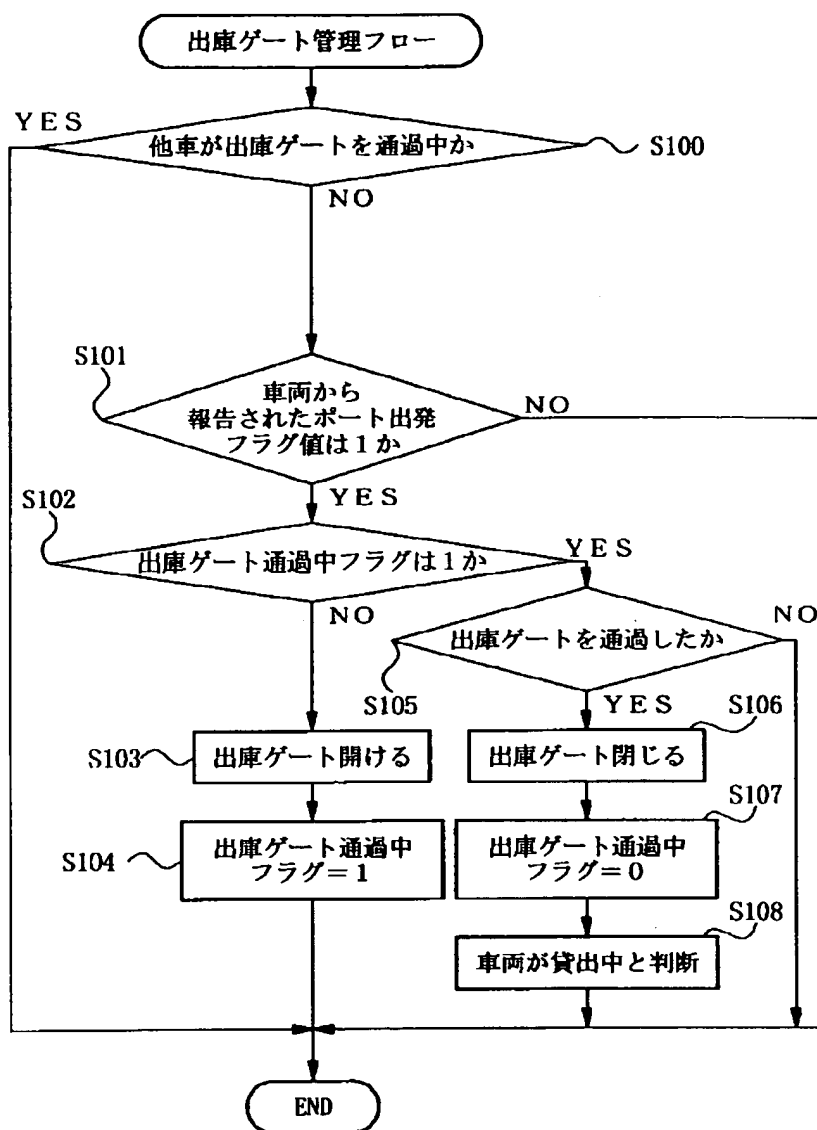 出庫ゲート管理フロー
YES
他車が出庫ゲートを通過中か
S100
NO
S101
車両から
報告されたポート出発
フラグ値は１か
NO
YES
S102
出庫ゲート通過中フラグは１か
YES
NO
出庫ゲートを通過したか
NO
S105
YES
S106
S103
出庫ゲート開ける
出庫ゲート閉じる
S107
S104
出庫ゲート通過中
フラグ＝１
出庫ゲート通過中
フラグ＝０
S108
車両が貸出中と判断
END